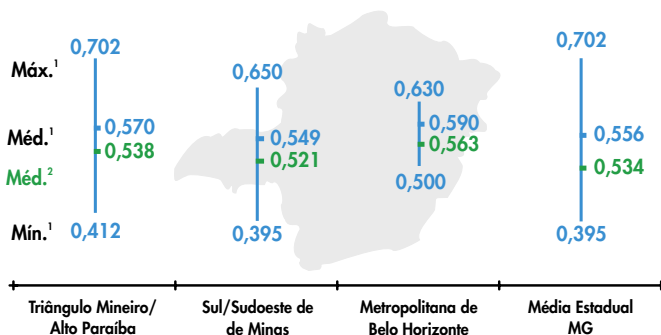 0,702
0,702
Máx.¹
0,650
0,630
Méd.¹
0,570
0,549
0,590
0,556
0,538
0,521
0,563
0,534
Méd.²
0,500
Mín.¹
0,412
0,395
0,395
Triângulo Mineiro/
Alto Paraíba
Sul/Sudoeste de
de Minas
Metropolitana de
Belo Horizonte
Média Estadual
MG